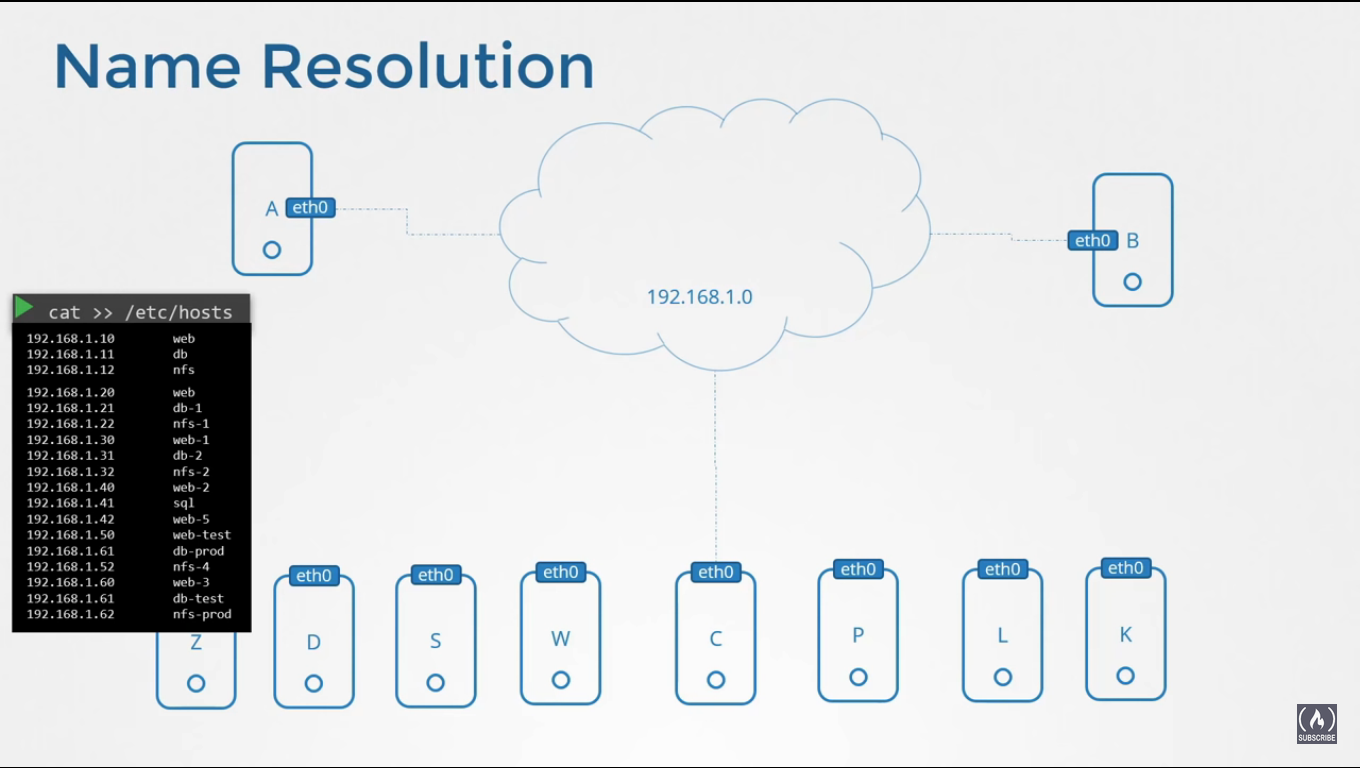 Name Resolution
A eth0
eth0 B
192.168.1.0
cat >> /etc/hosts
192.168.1.10 web
192.168.1.11 db
192.168.1.12 nfs
192.168.1.20 web
192.168.1.21 db-1
192.168.1.22 nfs-1
192.168.1.30 web-1
192.168.1.31 db-2
192.168.1.32 nfs-2
192.168.1.40 web-2
192.168.1.41 sql
192.168.1.42 web-5
192.168.1.50 web-test
192.168.1.61 db-prod
192.168.1.52 nfs-4
192.168.1.60 web-3
192.168.1.61 db-test
192.168.1.62 nfs-prod
eth0 eth0 eth0 eth0 eth0 eth0 eth0
Z D S W C P L K
SUBSCRIBE